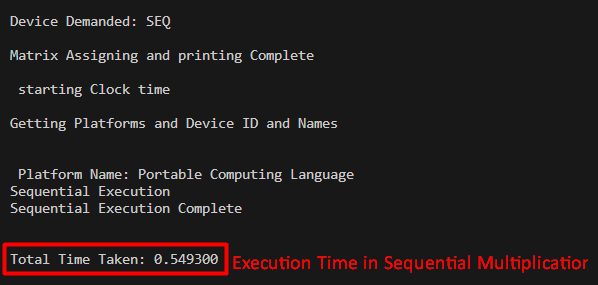 Device Demanded: SEQ
Matrix Assigning and printing Complete
starting Clock time
Getting Platforms and Device ID and Names
Platform Name: Portable Computing Language
Sequential Execution
Sequential Execution Complete
Total Time Taken: 0.549300 Execution Time in Sequential Multiplicatior